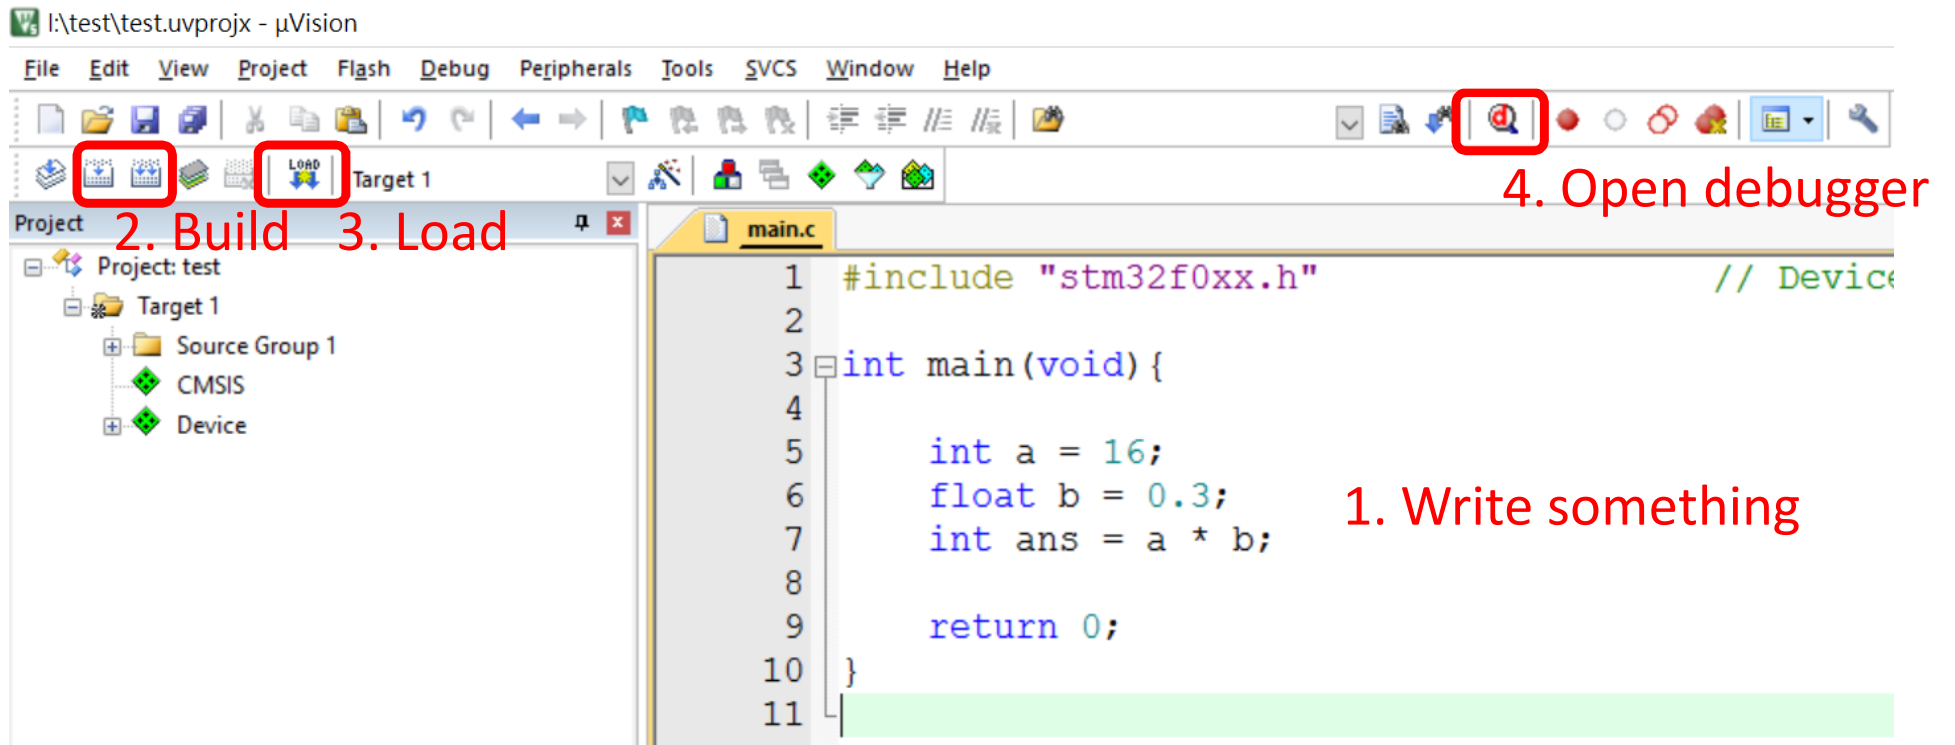 I:\test\test.uvprojx - µVision
File Edit View Project Flash Debug Peripherals Tools SVCS Window Help
LOAD
Target 1
4. Open debugger
Project
2. Build
3. Load
main.c
Project: test
Target 1
Source Group 1
CMSIS
Device
1 #include "stm32f0xx.h" // Device
2
3 int main(void){
4
5 int a = 16;
6 float b = 0.3;
1. Write something
7 int ans = a * b;
8
9 return 0;
10 }
11